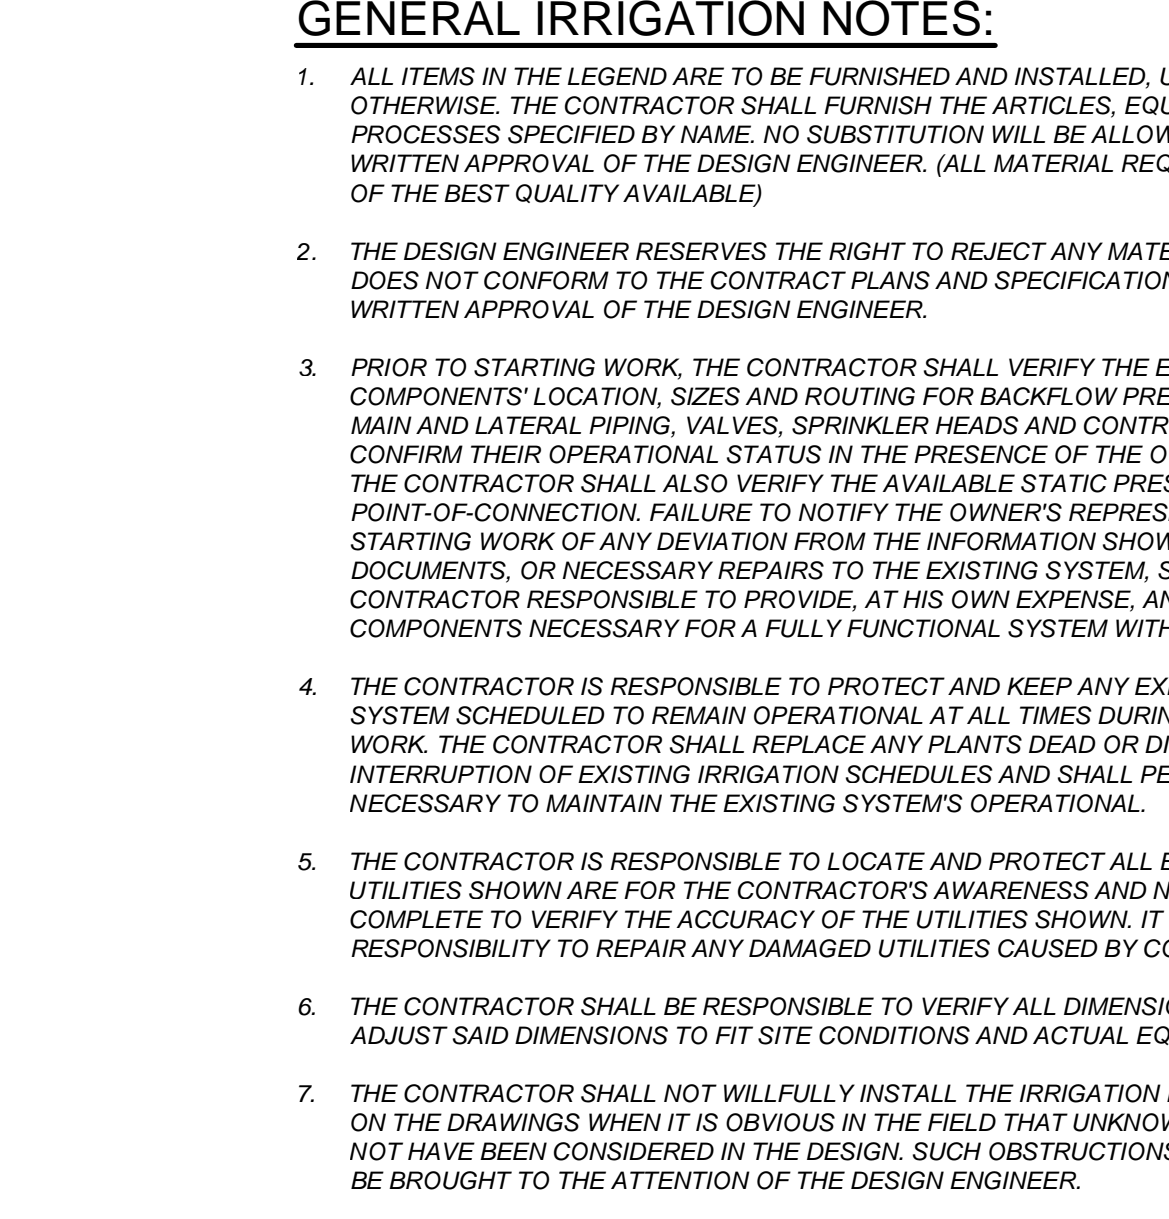 GENERAL IRRIGATION NOTES:
1. ALL ITEMS IN THE LEGEND ARE TO BE FURNISHED AND INSTALLED,
OTHERWISE. THE CONTRACTOR SHALL FURNISH THE ARTICLES,
PROCESSES SPECIFIED BY NAME. NO SUBSTITUTION WILL BE
WRITTEN APPROVAL OF THE DESIGN ENGINEER. (ALL MATERIAL
OF THE BEST QUALITY AVAILABLE)
2. THE DESIGN ENGINEER RESERVES THE RIGHT TO REJECT ANY
DOES NOT CONFORM TO THE CONTRACT PLANS AND
WRITTEN APPROVAL OF THE DESIGN ENGINEER.
3. PRIOR TO STARTING WORK, THE CONTRACTOR SHALL VERIFY THE
COMPONENTS' LOCATION, SIZES AND ROUTING FOR BACKFLOW
MAIN AND LATERAL PIPING, VALVES, SPRINKLER HEADS AND
CONFIRM THEIR OPERATIONAL STATUS IN THE PRESENCE OF THE
THE CONTRACTOR SHALL ALSO VERIFY THE AVAILABLE STATIC
POINT-OF-CONNECTION. FAILURE TO NOTIFY THE OWNER'S
STARTING WORK OF ANY DEVIATION FROM THE INFORMATION
DOCUMENTS, OR NECESSARY REPAIRS TO THE EXISTING SYSTEM,
CONTRACTOR RESPONSIBLE TO PROVIDE, AT HIS OWN EXPENSE,
COMPONENTS NECESSARY FOR A FULLY FUNCTIONAL SYSTEM
4. THE CONTRACTOR IS RESPONSIBLE TO PROTECT AND KEEP ANY
SYSTEM SCHEDULED TO REMAIN OPERATIONAL AT ALL TIMES
WORK. THE CONTRACTOR SHALL REPLACE ANY PLANTS DEAD OR
INTERRUPTION OF EXISTING IRRIGATION SCHEDULES AND SHALL
NECESSARY TO MAINTAIN THE EXISTING SYSTEM'S OPERATIONAL.
5. THE CONTRACTOR IS RESPONSIBLE TO LOCATE AND PROTECT ALL
UTILITIES SHOWN ARE FOR THE CONTRACTOR'S AWARENESS AND
COMPLETE TO VERIFY THE ACCURACY OF THE UTILITIES SHOWN. IT
RESPONSIBILITY TO REPAIR ANY DAMAGED UTILITIES CAUSED BY
6. THE CONTRACTOR SHALL BE RESPONSIBLE TO VERIFY ALL
ADJUST SAID DIMENSIONS TO FIT SITE CONDITIONS AND ACTUAL
7. THE CONTRACTOR SHALL NOT WILLFULLY INSTALL THE IRRIGATION
ON THE DRAWINGS WHEN IT IS OBVIOUS IN THE FIELD THAT
NOT HAVE BEEN CONSIDERED IN THE DESIGN. SUCH OBSTRUCTIONS
BE BROUGHT TO THE ATTENTION OF THE DESIGN ENGINEER.